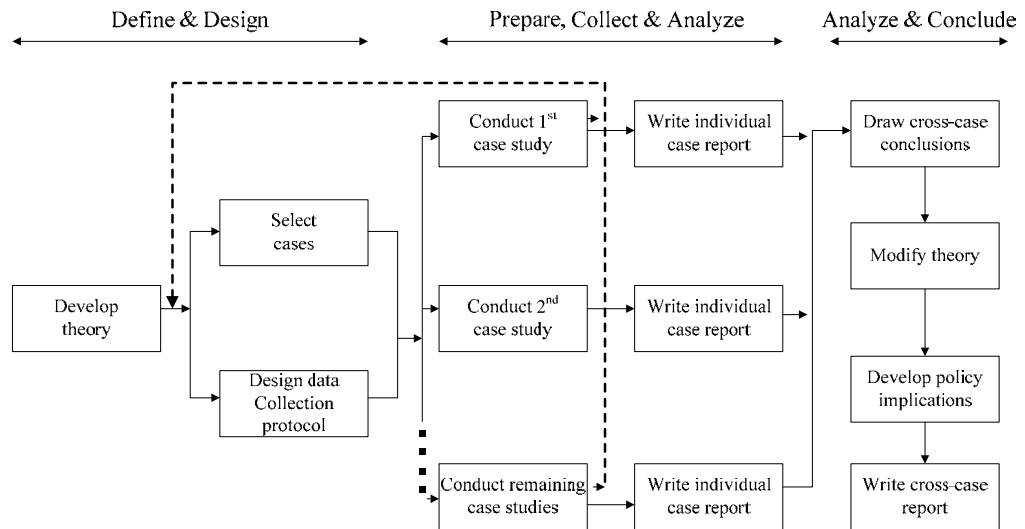 Define & Design
Prepare, Collect & Analyze
Analyze & Conclude
Develop
theory
Select
cases
Design data
Collection
protocol
Conduct 1st
case study
Write individual
case report
Conduct 2nd
case study
Write individual
case report
Conduct remaining
case studies
Write individual
case report
Draw cross-case
conclusions
Modify theory
Develop policy
implications
Write cross-case
report